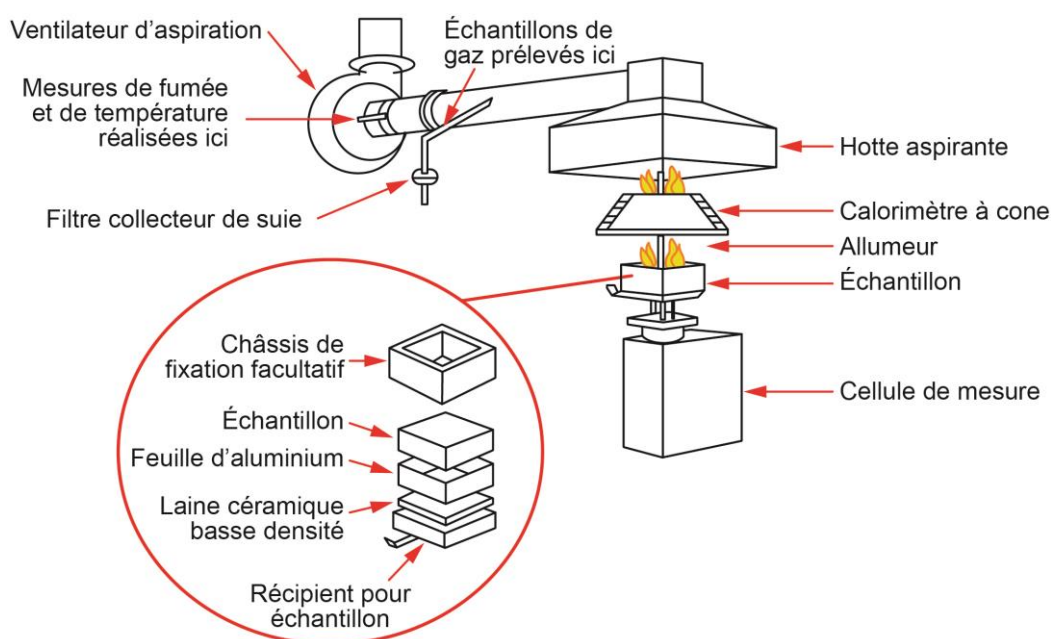 Ventilateur d’aspiration
Échantillons de
gaz prélevés ici
Mesures de fumée
et de température
réalisées ici
Hotte aspirante
Filtre collecteur de suie
Calorimètre à cone
Allumeur
Échantillon
Châssis de
fixation facultatif
Cellule de mesure
Échantillon
Feuille d’aluminium
Laine céramique
basse densité
Récipient pour
échantillon